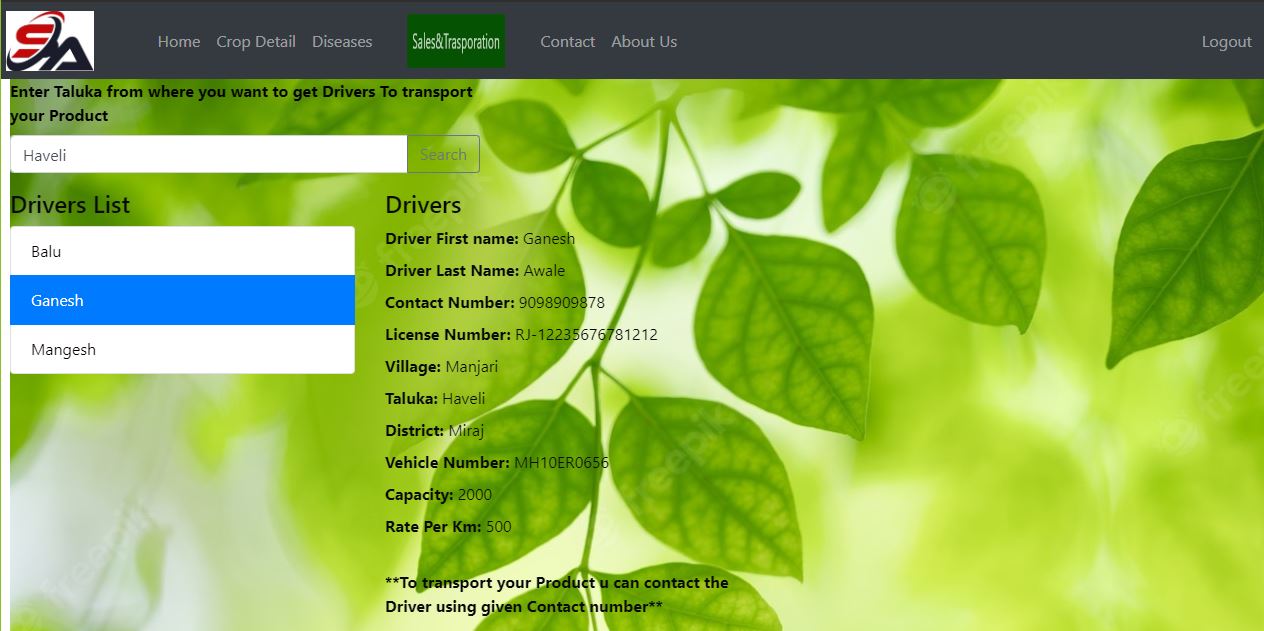 SA
Home Crop Detail Diseases Sales&Trasporation Contact About Us Logout
Enter Taluka from where you want to get Drivers To transport
your Product
Haveli Search
Drivers List
Balu
Ganesh
Mangesh
Drivers
Driver First name: Ganesh
Driver Last Name: Awale
Contact Number: 9098909878
License Number: RJ-12235676781212
Village: Manjari
Taluka: Haveli
District: Miraj
Vehicle Number: MH10ER0656
Capacity: 2000
Rate Per Km: 500
**To transport your Product u can contact the
Driver using given Contact number**
freepik
freepik
freepik